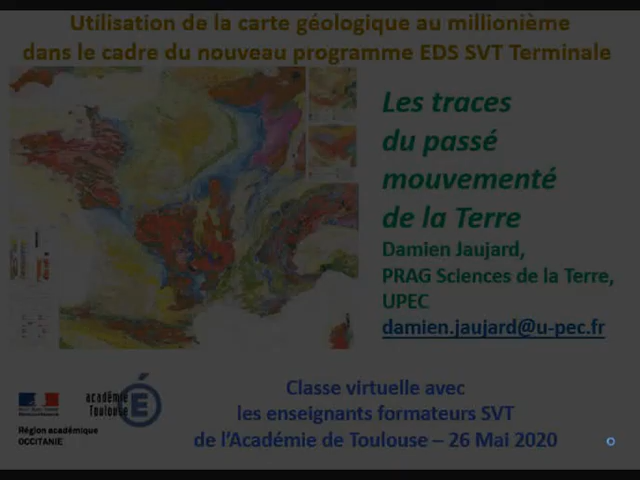 Utilisation de la carte géologique au millionième
dans le cadre du nouveau programme EDS SVT Terminale
Les traces
du passé
mouvementé
de la Terre
Damien Jaujard,
PRAG Sciences de la Terre,
UPEC
damien.jaujard@u-pec.fr
académie
Toulouse
Région académique
OCCITANIE
Classe virtuelle avec
les enseignants formateurs SVT
de l'Académie de Toulouse – 26 Mai 2020